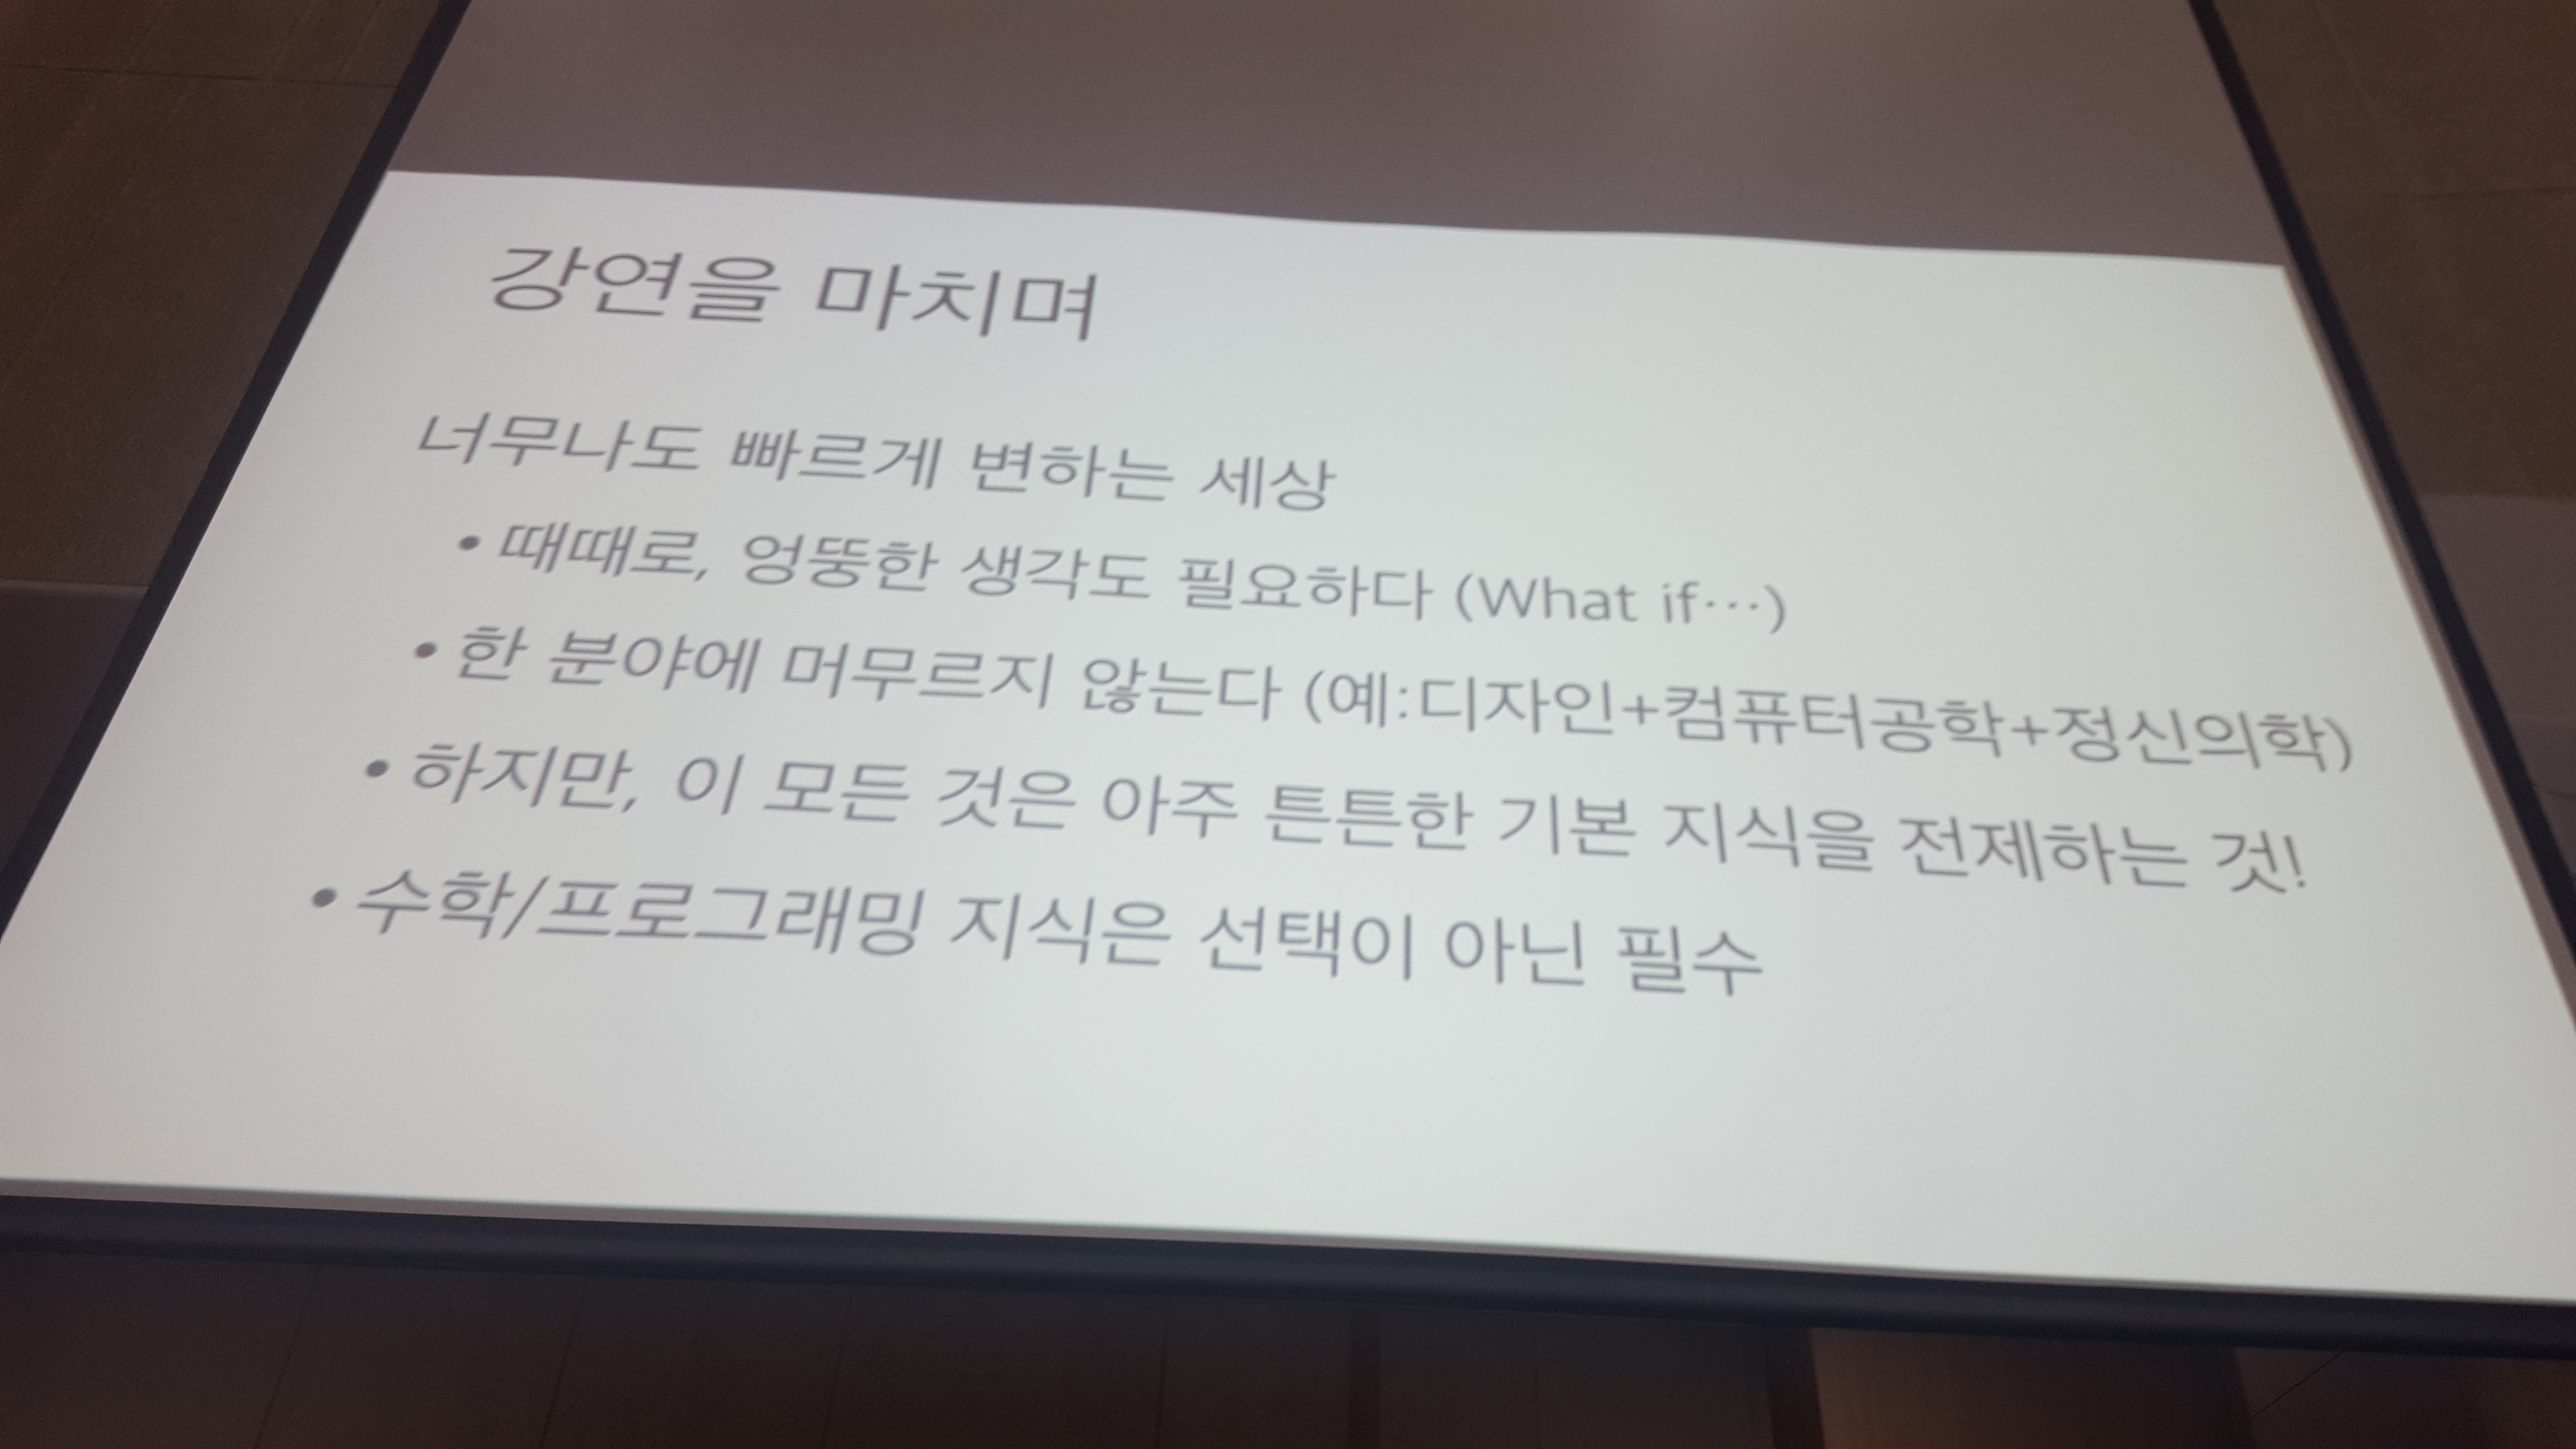 강연을 마치며
너무나도 빠르게 변하는 세상
• 때때로, 엉뚱한 생각도 필요하다 (What if…)
• 한 분야에 머무르지 않는다 (예:디자인+컴퓨터공학+정신의학)
• 하지만, 이 모든 것은 아주 튼튼한 기본 지식을 전제하는 것!
• 수학/프로그래밍 지식은 선택이 아닌 필수